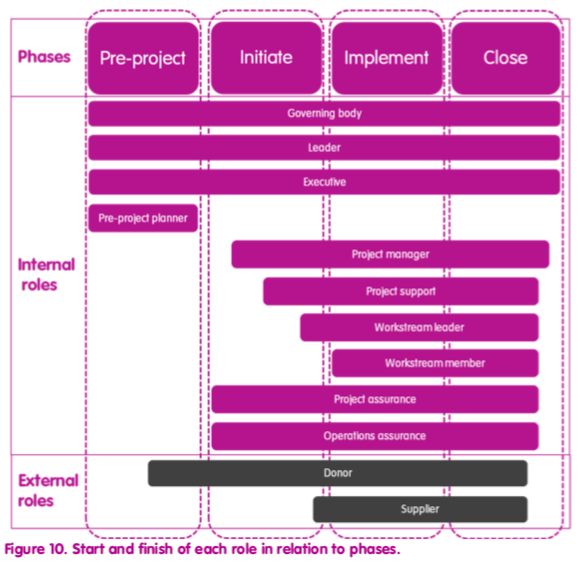 Phases
Pre-project
Initiate
Implement
Close
Internal
roles
Governing body
Leader
Executive
Pre-project planner
Project manager
Project support
Workstream leader
Workstream member
Project assurance
Operations assurance
External
roles
Donor
Supplier
Figure 10. Start and finish of each role in relation to phases.